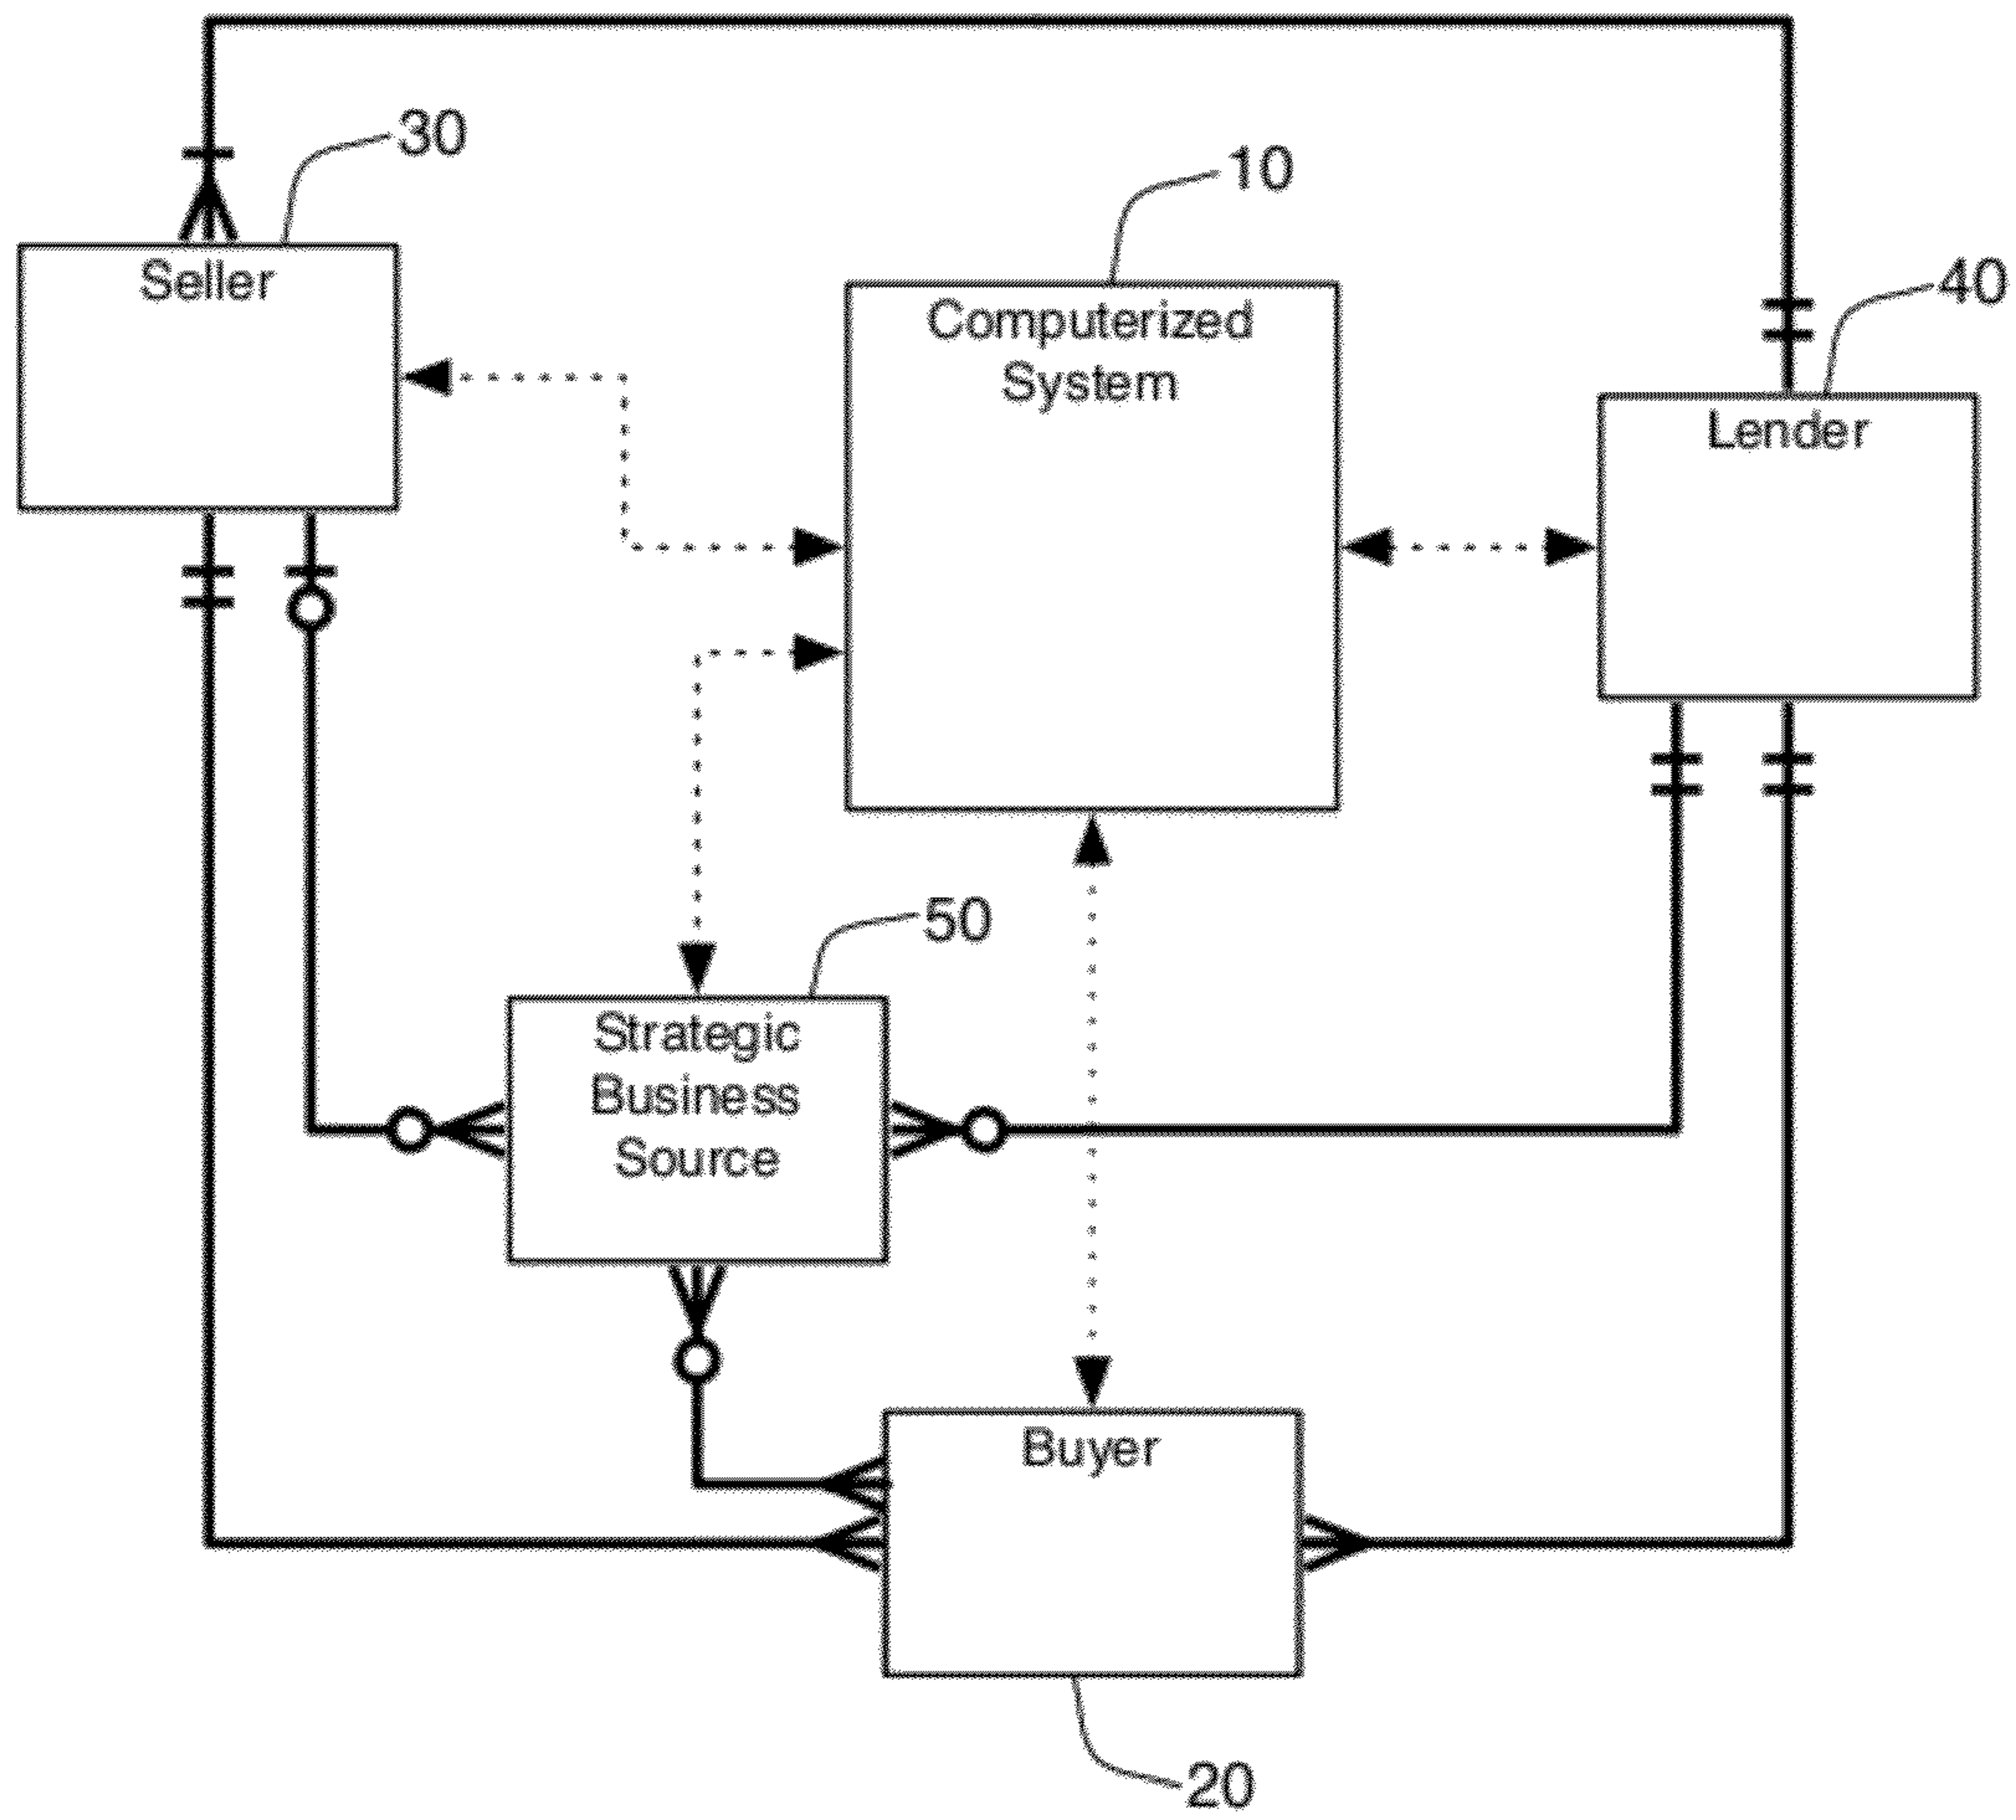 30
10
Seller
40
Computerized
System
Lender
50
Strategic
Business
Source
Buyer
20